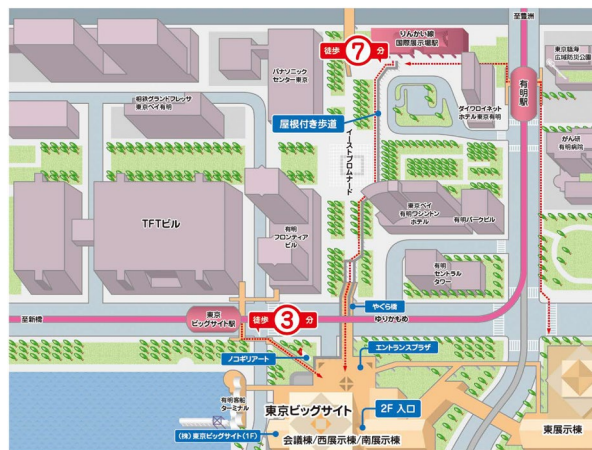 至豊洲
りんかい線
国際展示場駅
徒歩 7 分
パナソニック
センター東京
東京臨海
広域防災公園
相鉄グランドフレッサ
東京ベイ有明
屋根付き歩道
ダイワロイネット
ホテル東京有明
有明駅
がん研
有明病院
イーストプロムナード
TFTビル
有明
フロンティア
ビル
東京ベイ
有明ワシントン
ホテル
有明パークビル
有明
セントラル
タワー
やぐら橋
至新橋
東京
ビッグサイト駅
徒歩 3 分
ゆりかもめ
ノコギリアート
エントランスプラザ
有明客船
ターミナル
東京ビッグサイト
2F 入口
(株)東京ビッグサイト(1F)
会議棟/西展示棟/南展示棟
東展示棟